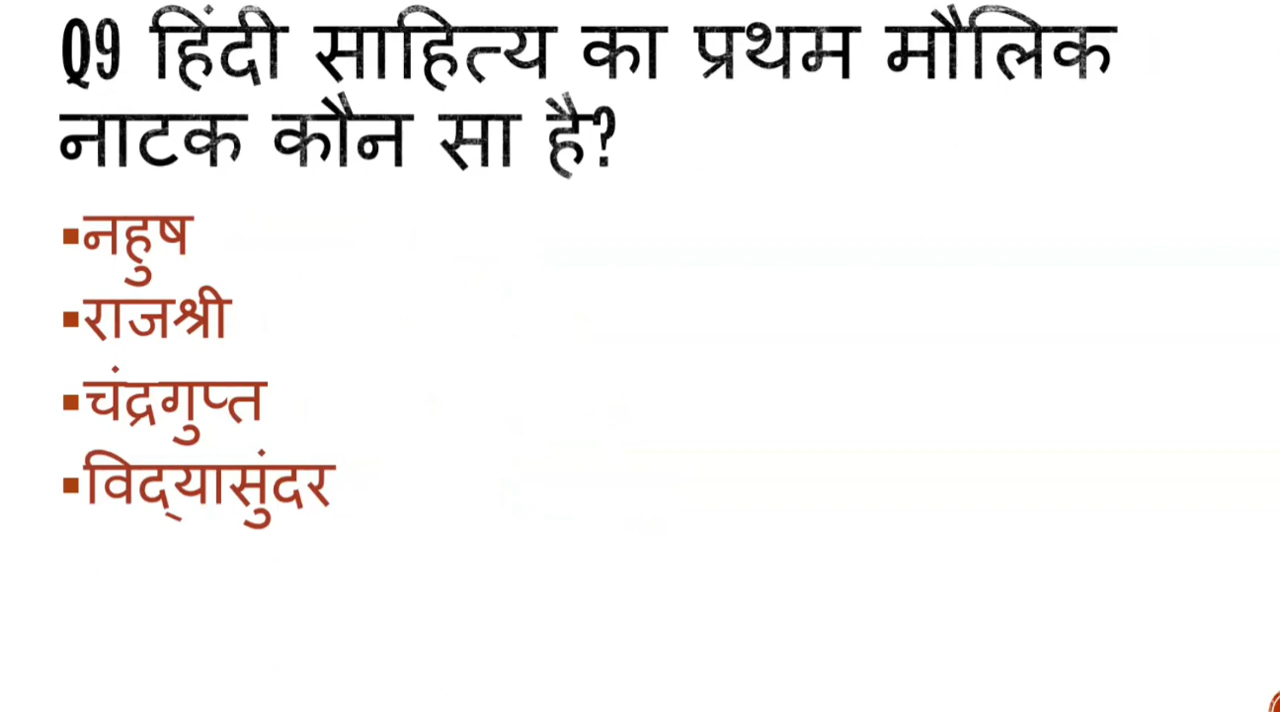 Q9 हिंदी साहित्य का प्रथम मौलिक
नाटक कौन सा है?
▪नहुष
▪राजश्री
▪चंद्रगुप्त
▪विद्यासुंदर